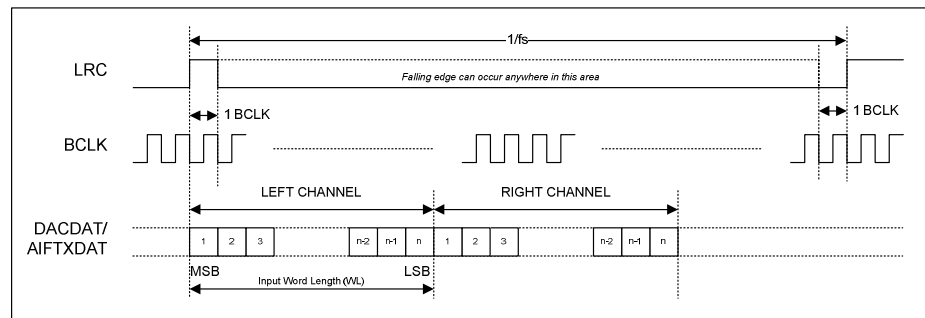 1/fs
LRC
Falling edge can occur anywhere in this area
1 BCLK
1 BCLK
BCLK
LEFT CHANNEL
RIGHT CHANNEL
DACDAT/
AIFTXDAT
1 2 3 n-2 n-1 n 1 2 3 n-2 n-1 n
MSB
LSB
Input Word Length (WL)